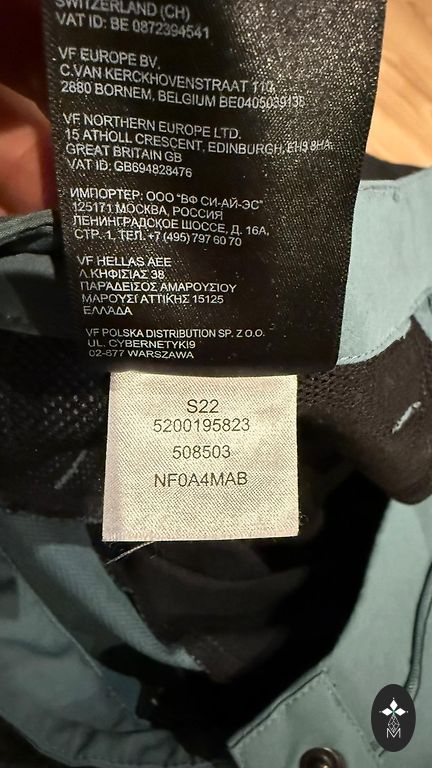 SWITZERLAND (CH)
VAT ID: BE 0872394541
VF EUROPE BV.
C.VAN KERCKHOVENSTRAAT 110
2880 BORNEM, BELGIUM BE0405039136
VF NORTHERN EUROPE LTD.
15 ATHOLL CRESCENT, EDINBURGH, EH3 8HA
GREAT BRITAIN GB
VAT ID: GB694828476
ИМПОРТЕР: ООО "ВФ СИ-АЙ-ЭС"
125171 МОСКВА, РОССИЯ
ЛЕНИНГРАДСКОЕ ШОССЕ, Д. 16А,
СТР. 1, ТЕЛ. +7 (495) 797 60 70
VF HELLAS AEE
Λ.ΚΗΦΙΣΙΑΣ 38.
ΠΑΡΑΔΕΙΣΟΣ ΑΜΑΡΟΥΣΙΟΥ
ΜΑΡΟΥΣΙ ΑΤΤΙΚΗΣ 15125
ΕΛΛΑΔΑ
VF POLSKA DISTRIBUTION SP. Z O.O.
UL. CYBERNETYKI9
02-677 WARSZAWA
S22
5200195823
508503
NF0A4MAB
M